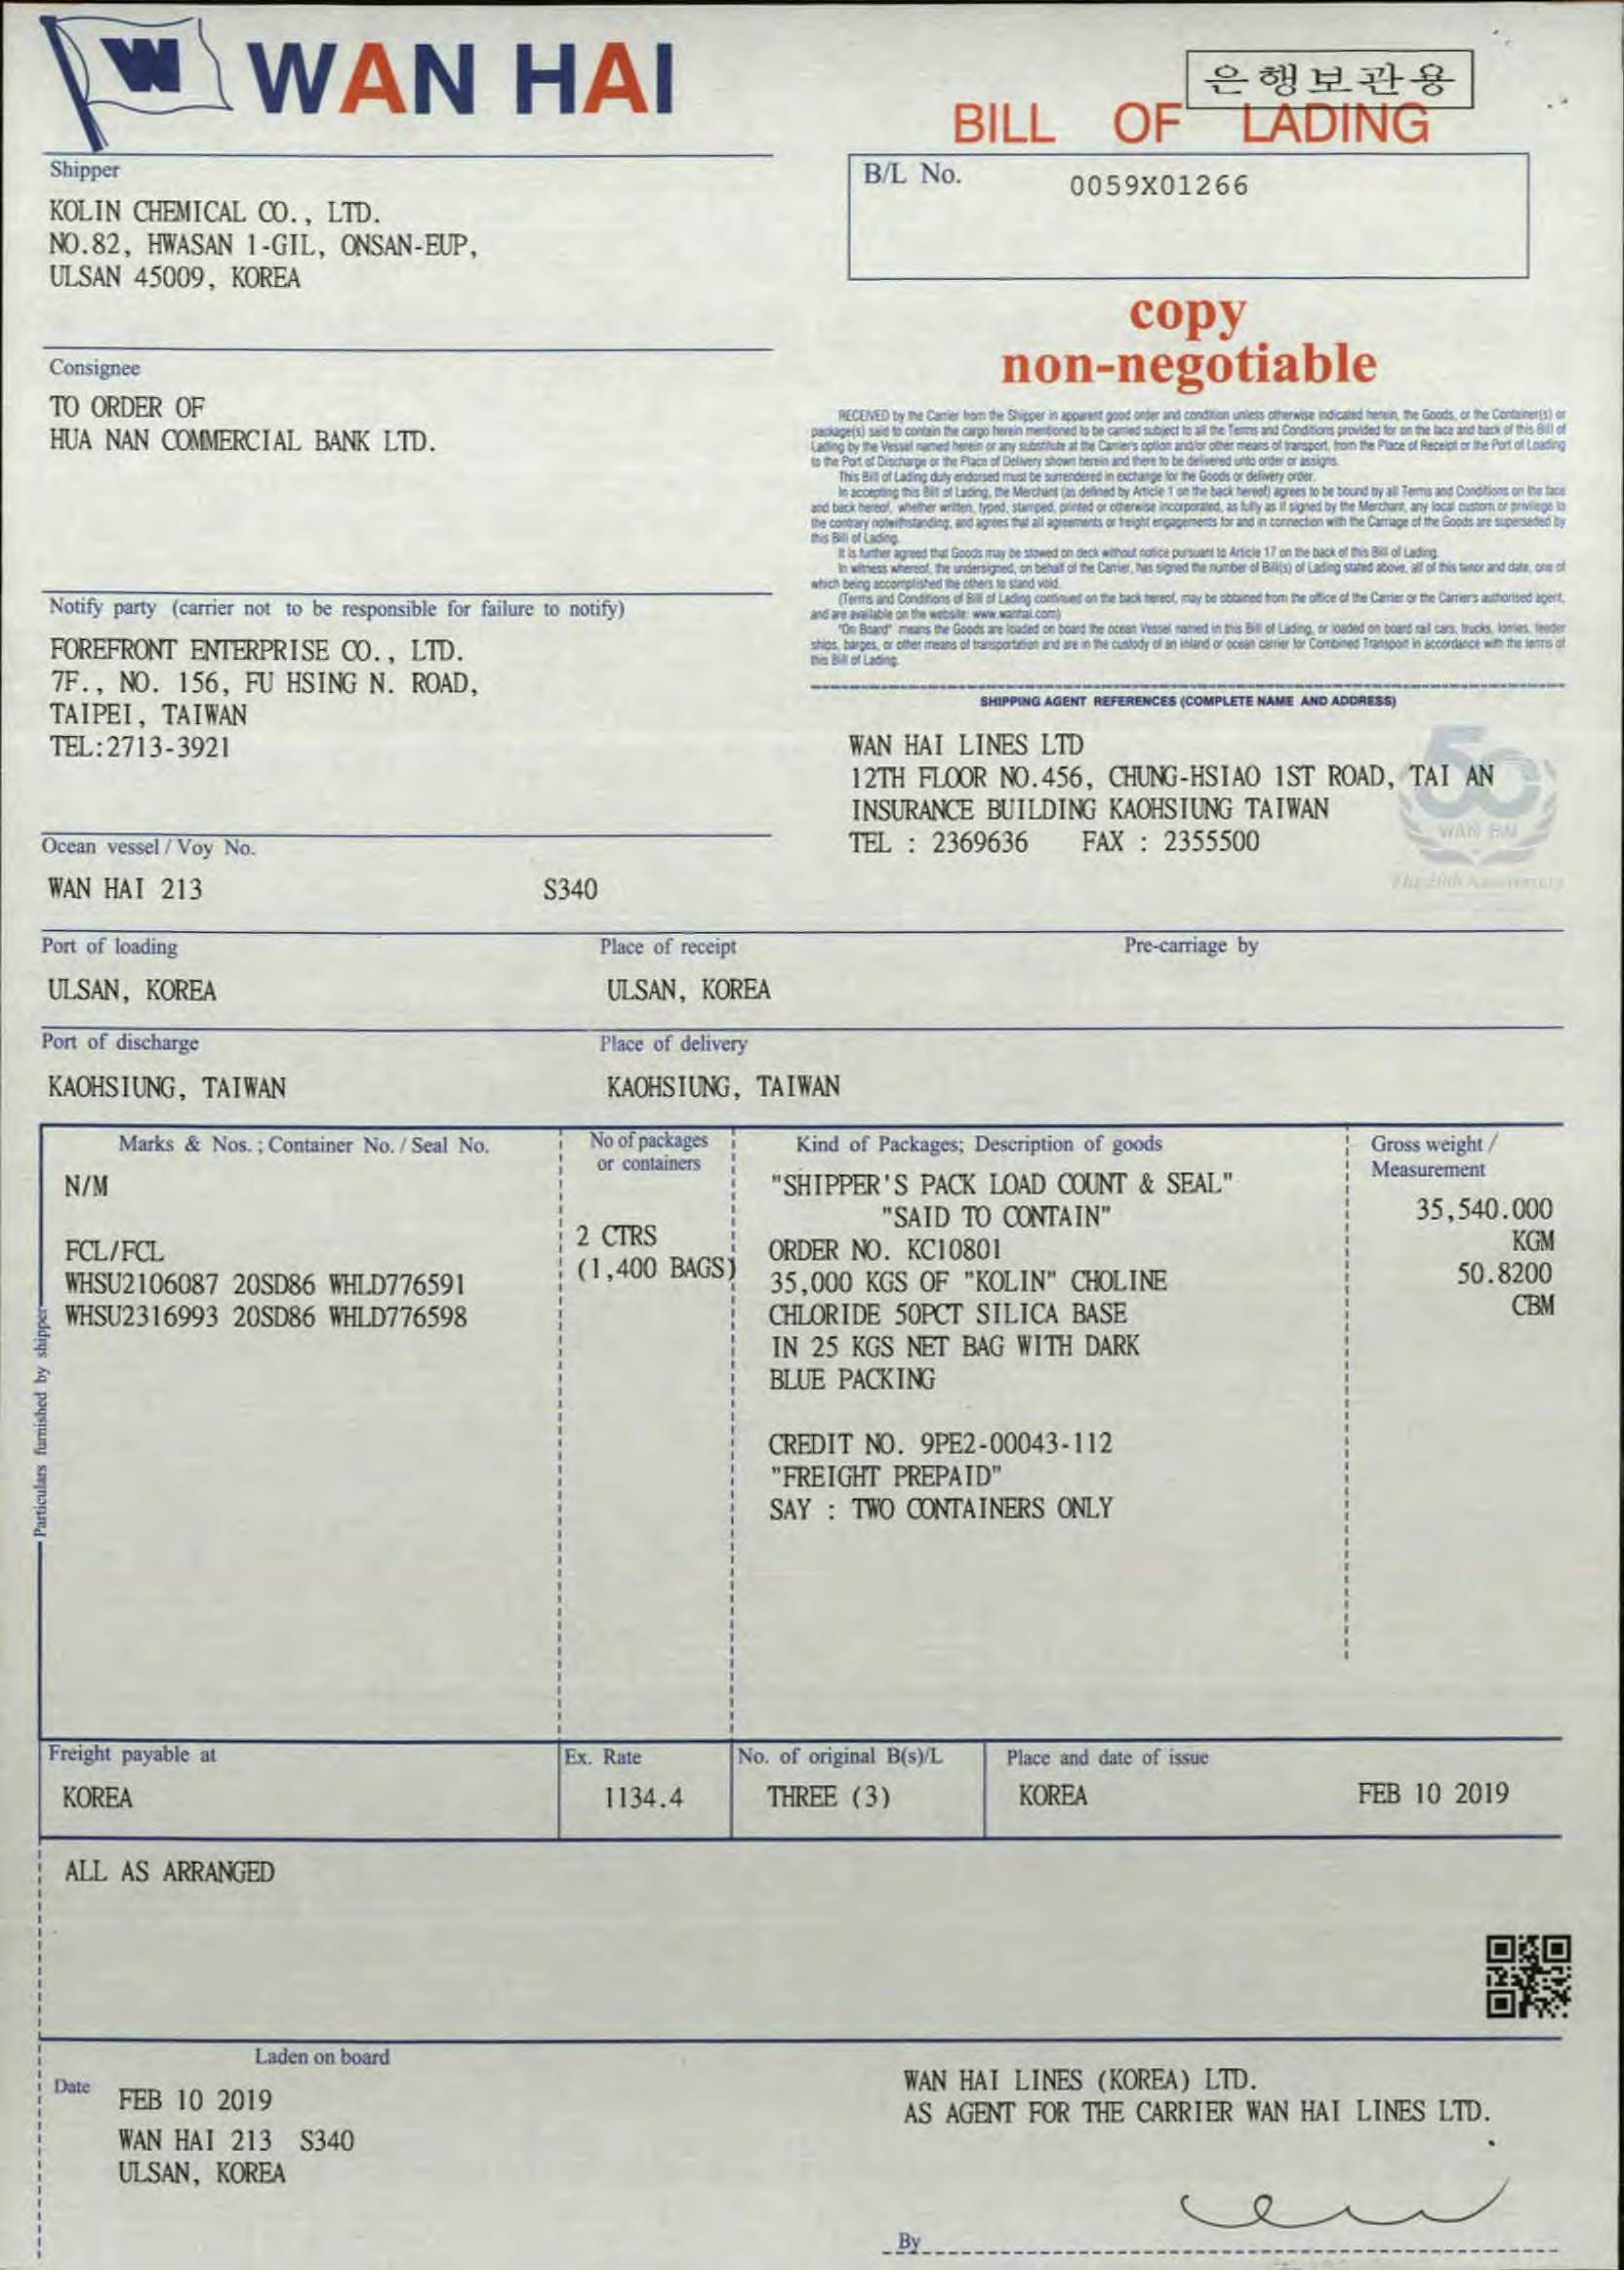 W WAN HAI
은행보관용
BILL OF LADING
Shipper
KOLIN CHEMICAL CO., LTD.
NO.82, HWASAN 1-GIL, ONSAN-EUP,
ULSAN 45009, KOREA
B/L No.
0059X01266
copy
non-negotiable
Consignee
TO ORDER OF
HUA NAN COMMERCIAL BANK LTD.
RECEIVED by the Carrier from the Shipper in apparent good order and condition unless otherwise indicated herein, the Goods, or the Container(s) or
package(s) said to contain the cargo herein mentioned to be carried subject to all the Terms and Conditions provided for on the face and back of this Bill of
Lading by the Vessel named herein or any substitute at the Carrier's option and/or other means of transport, from the Place of Receipt or the Port of Loading
to the Port of Discharge or the Place of Delivery shown herein and there to be delivered unto order or assigns.
This Bill of Lading duly endorsed must be surrendered in exchange for the Goods or delivery order.
In accepting this Bill of Lading, the Merchant (as defined by Article 1 on the back hereof) agrees to be bound by all Terms and Conditions on the face
and back hereof, whether written, typed, stamped, printed or otherwise incorporated, as fully as if signed by the Merchant, any local custom or privilege to
the contrary notwithstanding, and agrees that all agreements or freight engagements for and in connection with the Carriage of the Goods are superseded by
this Bill of Lading.
It is further agreed that Goods may be stowed on deck without notice pursuant to Article 17 on the back of this Bill of Lading.
In witness whereof, the undersigned, on behalf of the Carrier, has signed the number of Bill(s) of Lading stated above, all of this tenor and date, one of
which being accomplished the others to stand void.
(Terms and Conditions of Bill of Lading continued on the back hereof, may be obtained from the office of the Carrier or the Carrier's authorised agent,
and are available on the website: www.wanhai.com)
"On Board" means the Goods are loaded on board the ocean Vessel named in this Bill of Lading, or loaded on board rail cars, trucks, lorries, feeder
ships, barges, or other means of transportation and are in the custody of an inland or ocean carrier for Combined Transport in accordance with the terms of
this Bill of Lading.
Notify party (carrier not to be responsible for failure to notify)
FOREFRONT ENTERPRISE CO., LTD.
7F., NO. 156, FU HSING N. ROAD,
TAIPEI, TAIWAN
TEL:2713-3921
SHIPPING AGENT REFERENCES (COMPLETE NAME AND ADDRESS)
WAN HAI LINES LTD
12TH FLOOR NO.456, CHUNG-HSIAO 1ST ROAD, TAI AN
INSURANCE BUILDING KAOHSIUNG TAIWAN
TEL : 2369636 FAX : 2355500
50
WAN HAI
The 50th Anniversary
Ocean vessel / Voy No.
WAN HAI 213 S340
Port of loading Place of receipt Pre-carriage by
ULSAN, KOREA ULSAN, KOREA
Port of discharge Place of delivery
KAOHSIUNG, TAIWAN KAOHSIUNG, TAIWAN
Marks & Nos. ; Container No. / Seal No.
N/M
FCL/FCL
WHSU2106087 20SD86 WHLD776591
WHSU2316993 20SD86 WHLD776598
No of packages
or containers
2 CTRS
(1,400 BAGS)
Kind of Packages; Description of goods
"SHIPPER'S PACK LOAD COUNT & SEAL"
"SAID TO CONTAIN"
ORDER NO. KC10801
35,000 KGS OF "KOLIN" CHOLINE
CHLORIDE 50PCT SILICA BASE
IN 25 KGS NET BAG WITH DARK
BLUE PACKING
CREDIT NO. 9PE2-00043-112
"FREIGHT PREPAID"
SAY : TWO CONTAINERS ONLY
Gross weight /
Measurement
35,540.000
KGM
50.8200
CBM
Particulars furnished by shipper
Freight payable at Ex. Rate No. of original B(s)/L Place and date of issue
KOREA 1134.4 THREE (3) KOREA FEB 10 2019
ALL AS ARRANGED
Laden on board
Date FEB 10 2019
WAN HAI 213 S340
ULSAN, KOREA
WAN HAI LINES (KOREA) LTD.
AS AGENT FOR THE CARRIER WAN HAI LINES LTD.
By